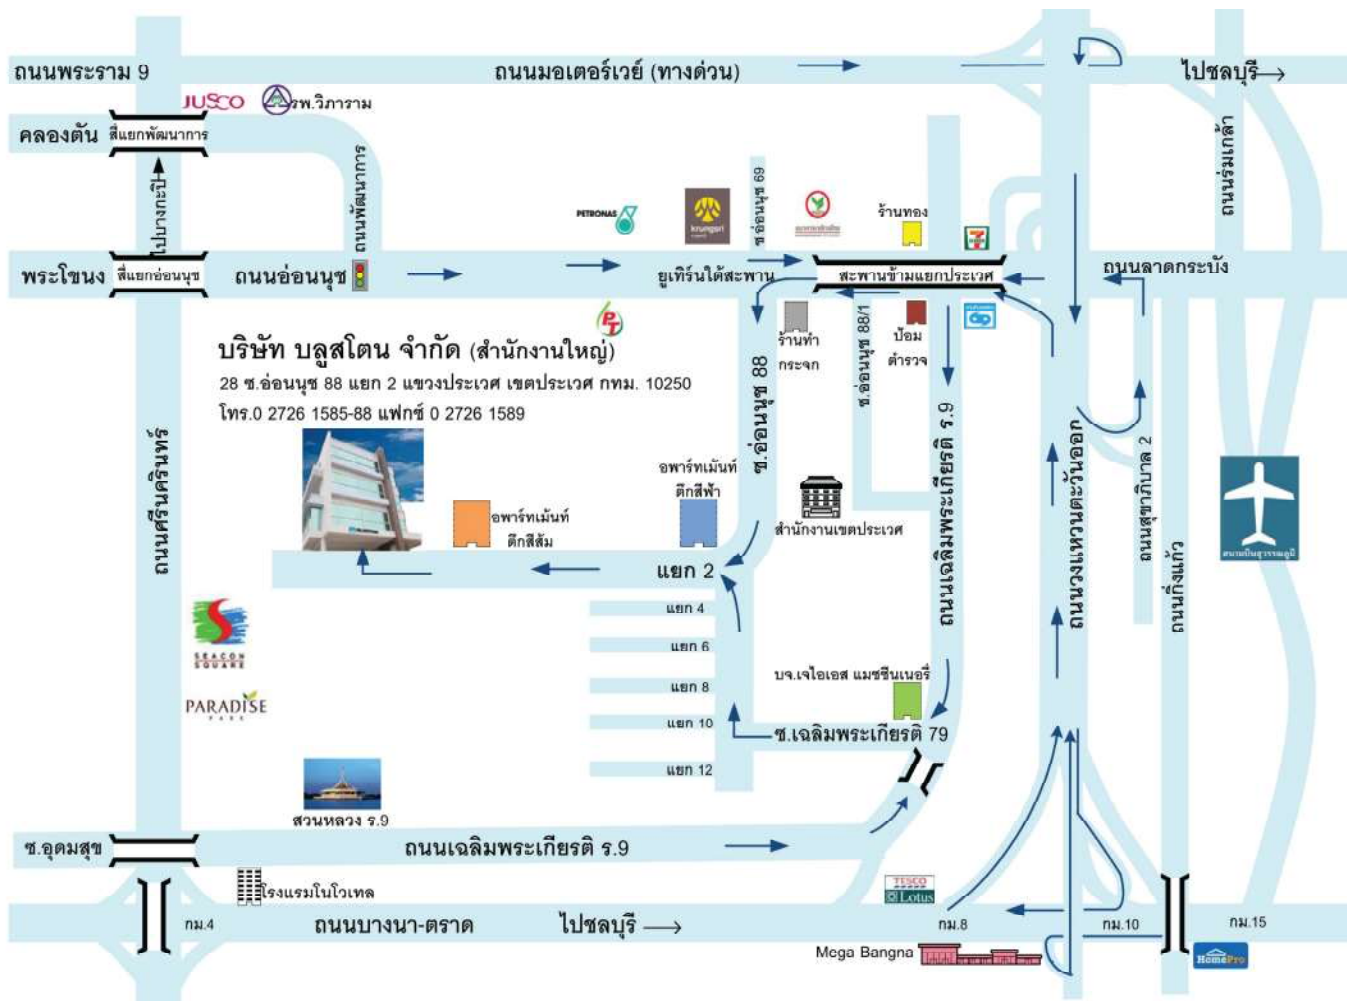 ถนนพระราม 9
ถนนมอเตอร์เวย์ (ทางด่วน)
ไปชลบุรี
JUSCO
รพ.วิภาราม
คลองตัน
สี่แยกพัฒนาการ
ถนนพัฒนาการ
ไปบางกะปิ
ถนนร่มเกล้า
PETRONAS
krungsri
ซ.อ่อนนุช 69
ร้านทอง
พระโขนง
สี่แยกอ่อนนุช
ถนนอ่อนนุช
ยูเทิร์นใต้สะพาน
สะพานข้ามแยกประเวศ
ถนนลาดกระบัง
PT
ร้านทำ
กระจก
ซ.อ่อนนุช 88/1
ป้อม
ตำรวจ
บริษัท บลูสโตน จำกัด (สำนักงานใหญ่)
28 ซ.อ่อนนุช 88 แยก 2 แขวงประเวศ เขตประเวศ กทม. 10250
โทร.0 2726 1585-88 แฟกซ์ 0 2726 1589
ซ.อ่อนนุช 88
ถนนเฉลิมพระเกียรติ ร.9
ถนนวงแหวนตะวันออก
ถนนสุขาภิบาล 2
ถนนกิ่งแก้ว
ถนนศรีนครินทร์
อพาร์ทเม้นท์
ตึกสีฟ้า
อพาร์ทเม้นท์
ตึกสีส้ม
สำนักงานเขตประเวศ
สนามบินสุวรรณภูมิ
แยก 2
แยก 4
แยก 6
แยก 8
แยก 10
แยก 12
SEACON
SQUARE
PARADISE
PARK
บจ.เจไอเอส แมชชีนเนอรี่
ซ.เฉลิมพระเกียรติ 79
สวนหลวง ร.9
ซ.อุดมสุข
ถนนเฉลิมพระเกียรติ ร.9
โรงแรมโนโวเทล
TESCO
Lotus
กม.4
ถนนบางนา-ตราด
ไปชลบุรี
กม.8
กม.10
กม.15
Mega Bangna
HomePro